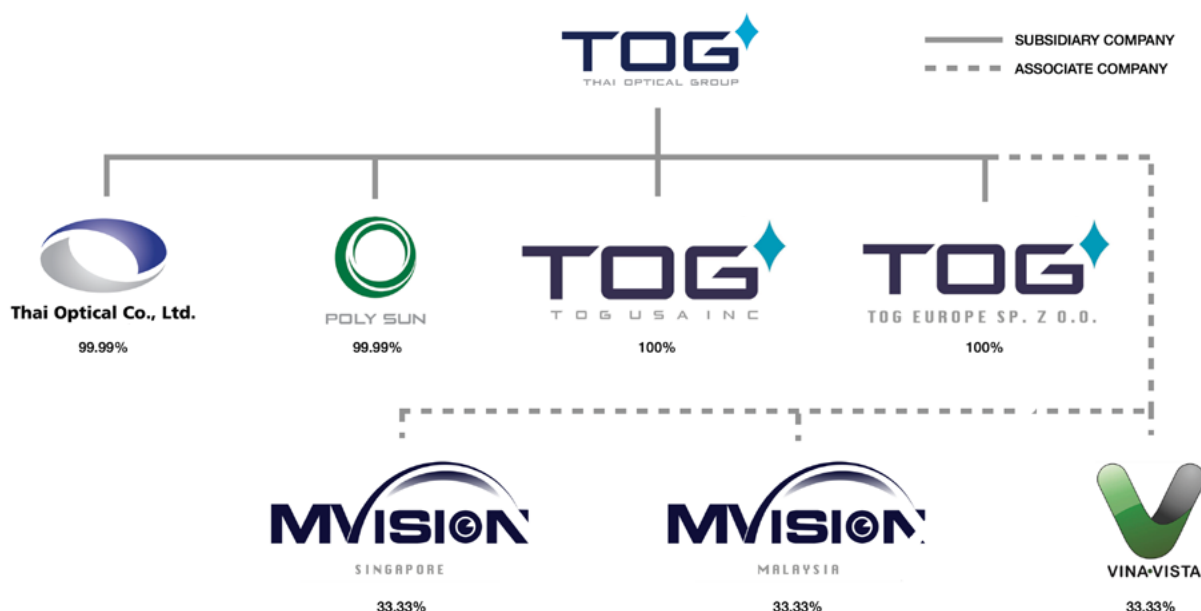 TOG
THAI OPTICAL GROUP
SUBSIDIARY COMPANY
ASSOCIATE COMPANY
Thai Optical Co., Ltd.
99.99%
POLY SUN
99.99%
TOG
TOG USA INC
100%
TOG
TOG EUROPE SP. Z O.O.
100%
MVISION
SINGAPORE
33.33%
MVISION
MALAYSIA
33.33%
VINA•VISTA
33.33%